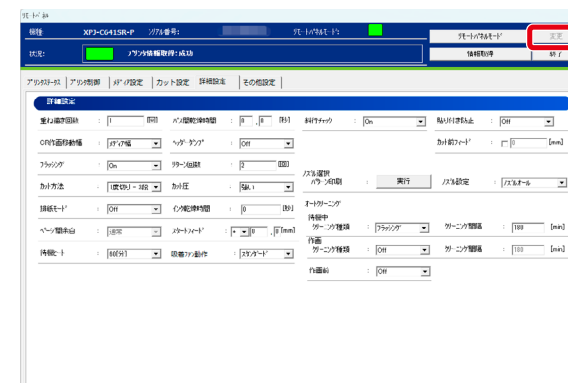 リモートパネル
機種 XPJ-C641SR-P シリアル番号: リモートパネルモード: リモートパネルモード 変更
状況: プリンタ情報取得:成功 情報取得 終了
プリンタステータス プリンタ制御 メディア設定 カット設定 詳細設定 その他設定
詳細設定
重ね描き回数 : 1 [回] パス間乾燥時間 : 0 . 0 [秒] 斜行チェック : On 貼り付き防止 : Off
CR作画移動幅 : メディア幅 ヘッダーダンプ : Off カット前フィード : 0 [mm]
フラッシング : On リターン回数 : 2 [回]
カット方法 カット圧 : 強い1
ノズル選択
パターン印刷 : 実行 ノズル設定 : ノズルオール
排紙モード : Off インク乾燥時間 : 0 [秒]
オートクリーニング
待機中
クリーニング種類 : フラッシング クリーニング間隔 : 180 [min]
ページ間余白 : 通常 スタートフィード : + 0 . 0 [mm]
作画
クリーニング種類 : Off クリーニング間隔 : 100 [min]
待機ヒート : 60[分] 吸着ファン動作 : スタンダード
作画前 : Off